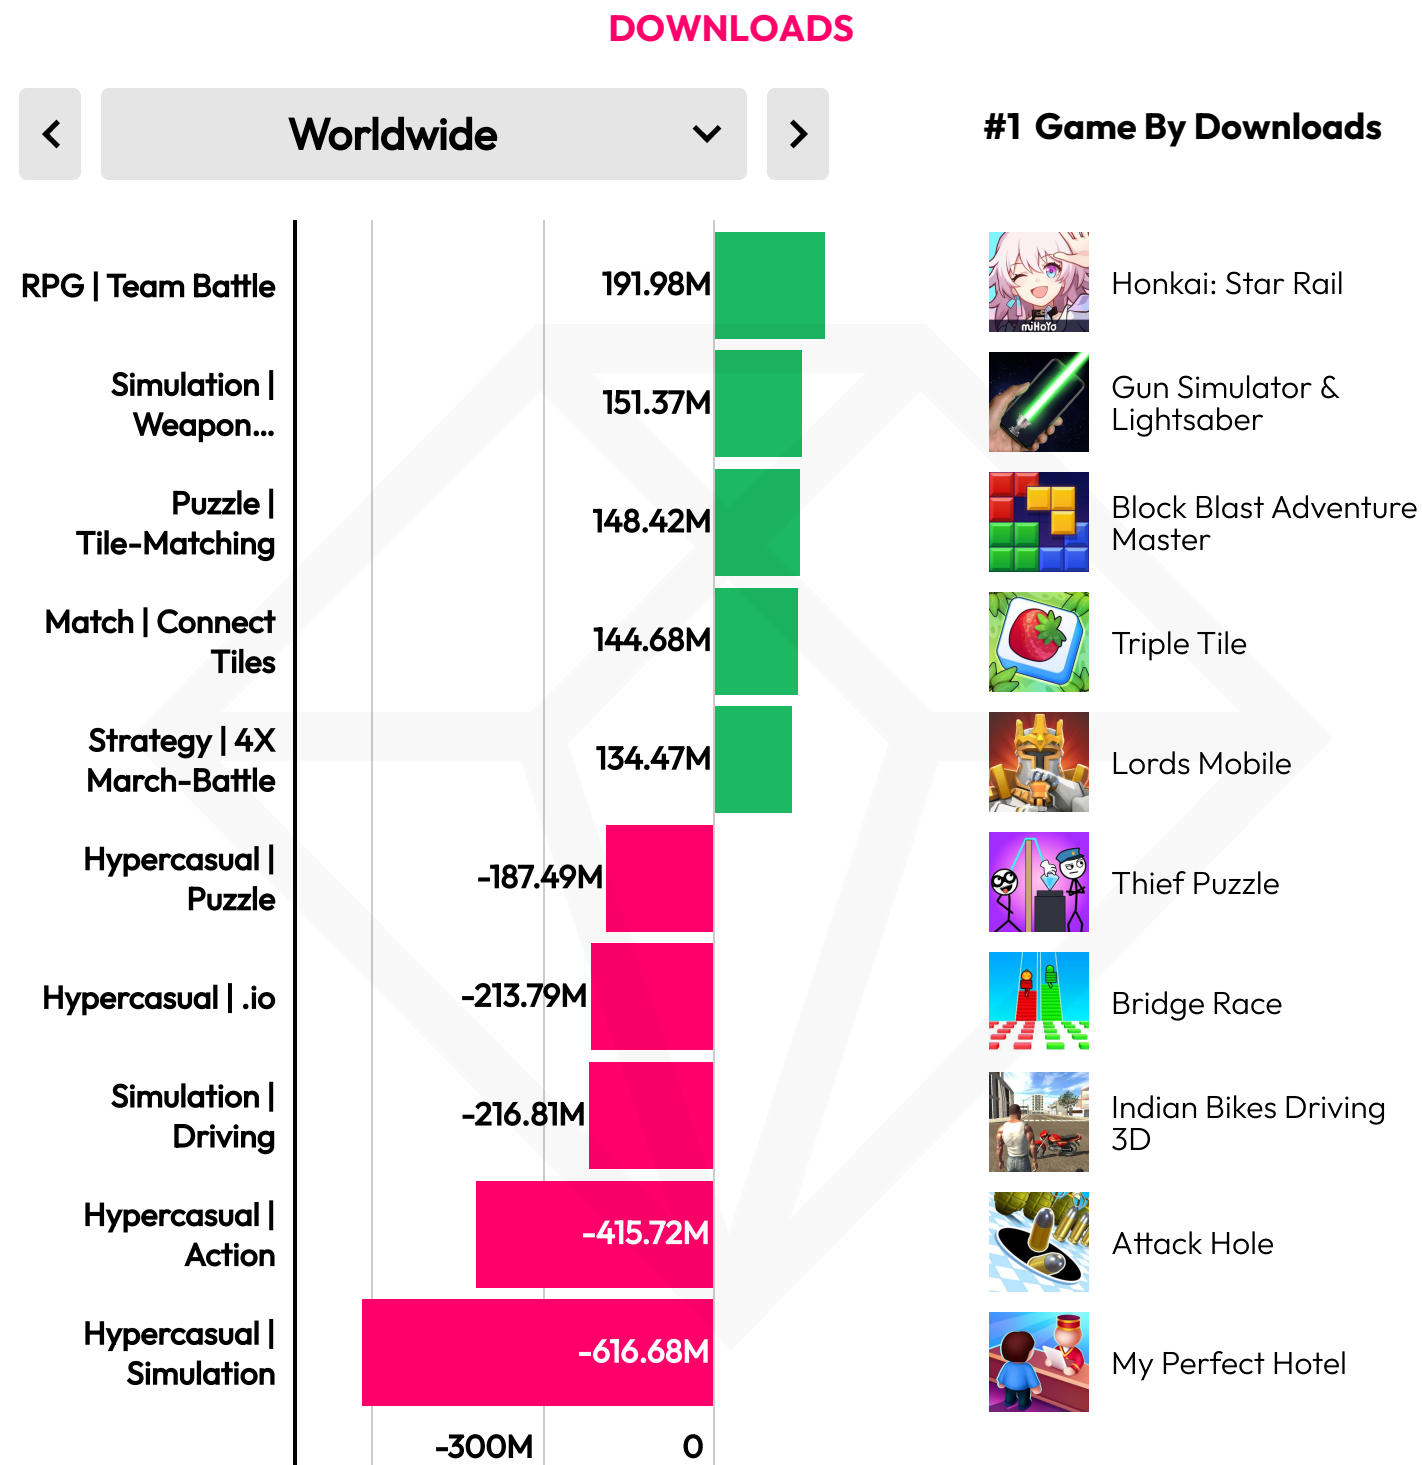 DOWNLOADS
Worldwide
#1 Game By Downloads
RPG | Team Battle
191.98M
Honkai: Star Rail
miHoYo
Simulation |
Weapon...
151.37M
Gun Simulator &
Lightsaber
Puzzle |
Tile-Matching
148.42M
Block Blast Adventure
Master
Match | Connect
Tiles
144.68M
Triple Tile
Strategy | 4X
March-Battle
134.47M
Lords Mobile
Hypercasual |
Puzzle
-187.49M
Thief Puzzle
Hypercasual | .io
-213.79M
Bridge Race
Simulation |
Driving
-216.81M
Indian Bikes Driving
3D
Hypercasual |
Action
-415.72M
Attack Hole
Hypercasual |
Simulation
-616.68M
My Perfect Hotel
-300M
0